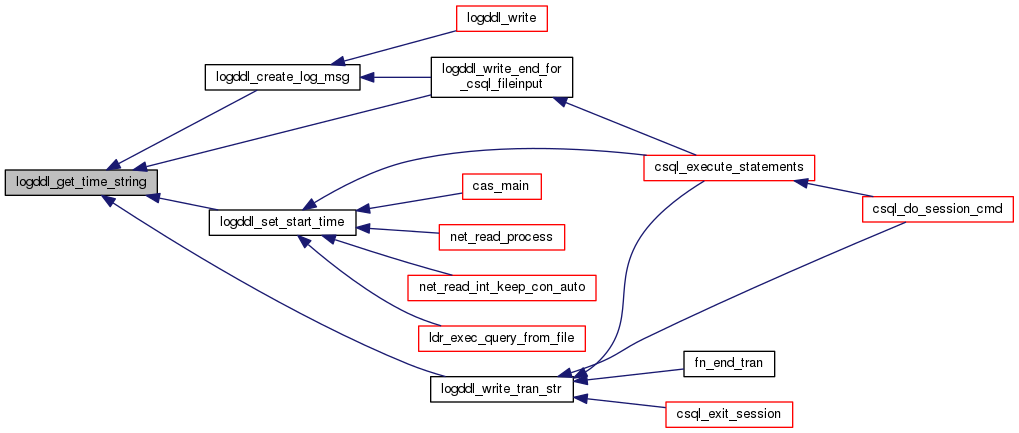 logddl_write
logddl_create_log_msg
logddl_write_end_for
_csql_fileinput
logddl_get_time_string
csql_execute_statements
cas_main
logddl_set_start_time
csql_do_session_cmd
net_read_process
net_read_int_keep_con_auto
ldr_exec_query_from_file
fn_end_tran
logddl_write_tran_str
csql_exit_session